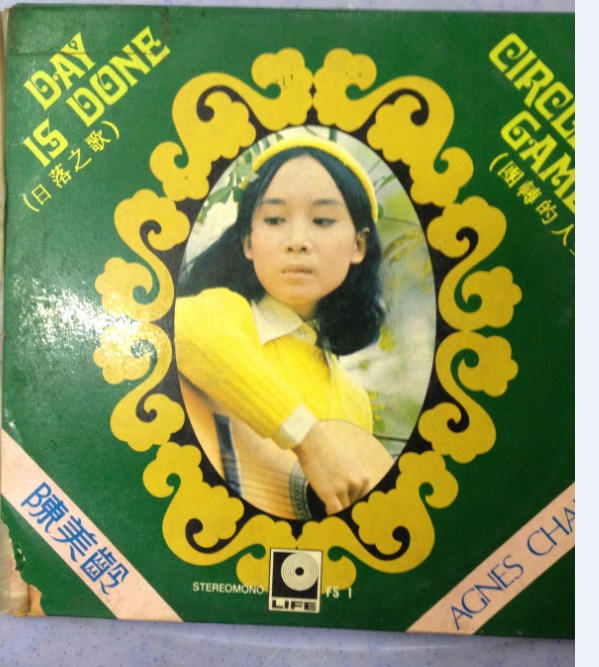 DAY
IS DONE
(日落之歌)
CIRCL
GAM
(團轉的人
陳美齡
STEREOMONO
LIFE
FS 1
AGNES CHA